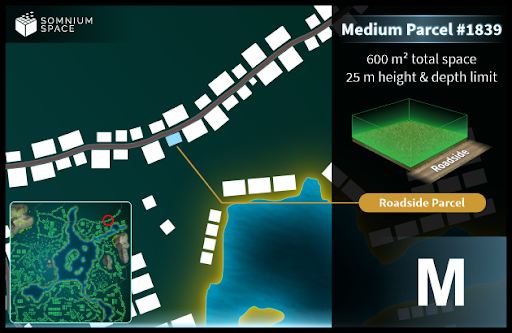 SOMNIUM
SPACE
Medium Parcel #1839
600 m² total space
25 m height & depth limit
Roadside
Roadside Parcel
M